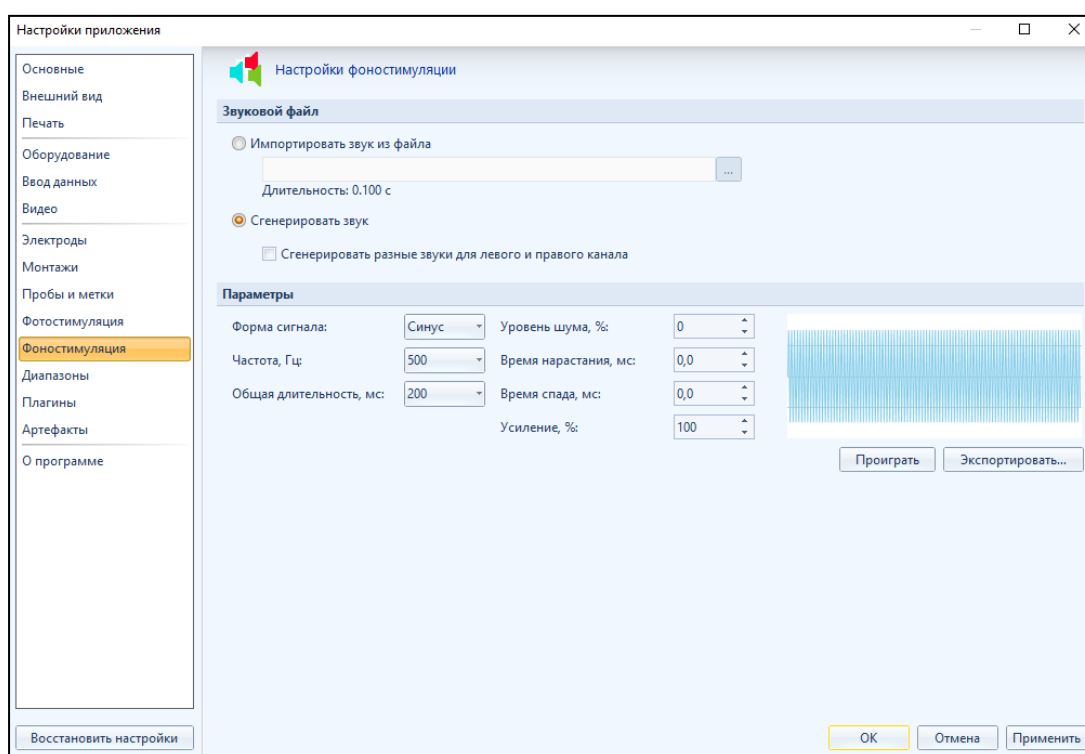 Настройки приложения
Основные
Внешний вид
Печать
Оборудование
Ввод данных
Видео
Электроды
Монтажи
Пробы и метки
Фотостимуляция
Фоностимуляция
Диапазоны
Плагины
Артефакты
О программе
Восстановить настройки
Настройки фоностимуляции
Звуковой файл
Импортировать звук из файла
...
Длительность: 0.100 с
Сгенерировать звук
Сгенерировать разные звуки для левого и правого канала
Параметры
Форма сигнала: Синус Уровень шума, %: 0
Частота, Гц: 500 Время нарастания, мс: 0,0
Общая длительность, мс: 200 Время спада, мс: 0,0
Усиление, %: 100
Проиграть Экспортировать...
OK Отмена Применить